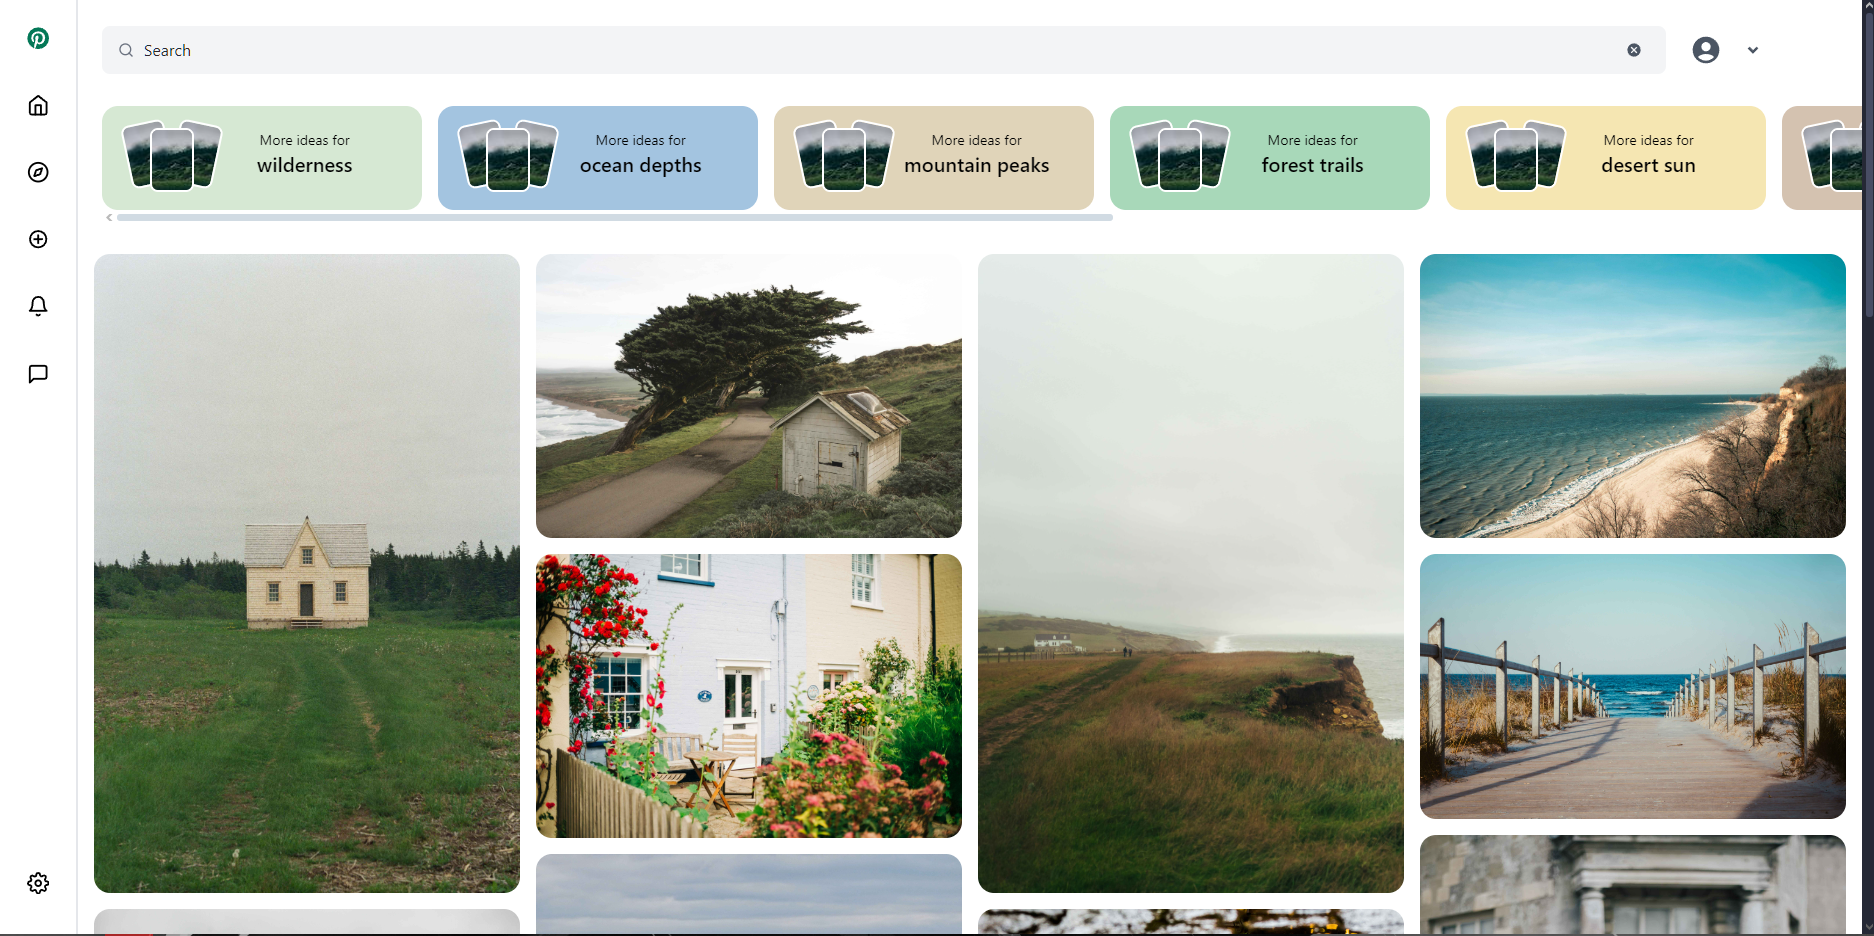 Search
More ideas for
wilderness
More ideas for
ocean depths
More ideas for
mountain peaks
More ideas for
forest trails
More ideas for
desert sun